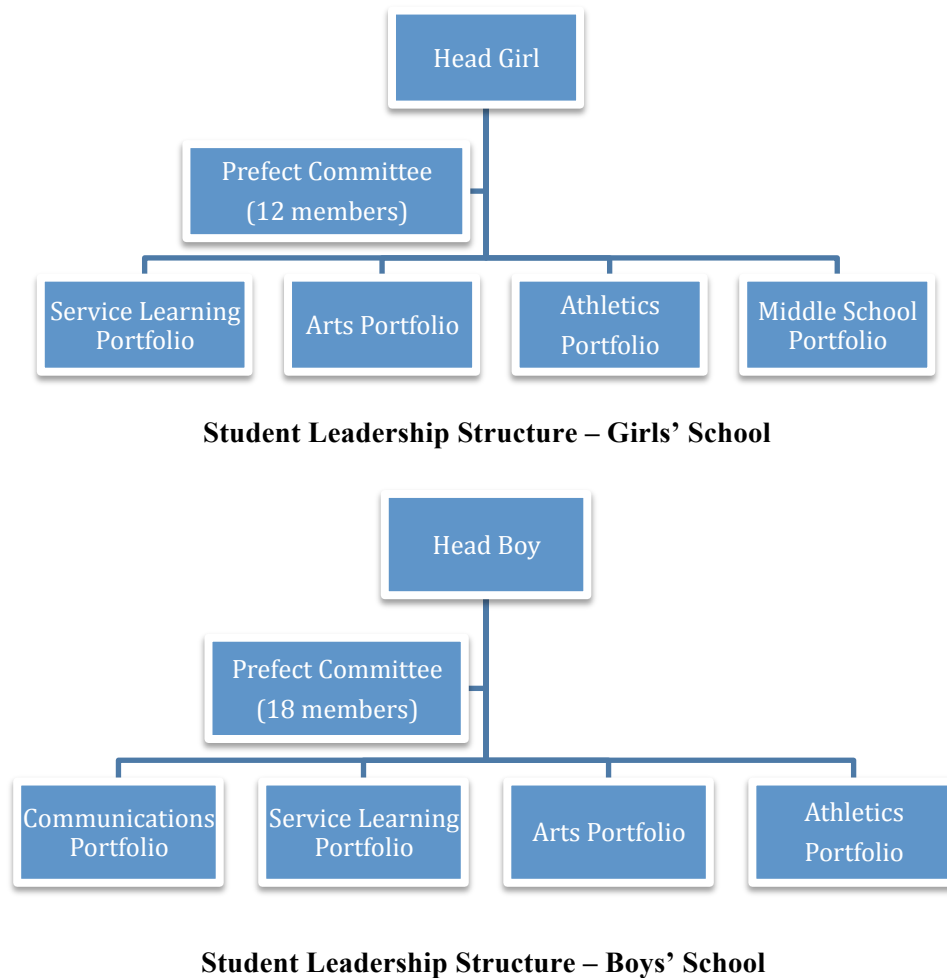 Head Girl
Prefect Committee
(12 members)
Service Learning
Portfolio
Arts Portfolio
Athletics
Portfolio
Middle School
Portfolio
Student Leadership Structure – Girls’ School
Head Boy
Prefect Committee
(18 members)
Communications
Portfolio
Service Learning
Portfolio
Arts Portfolio
Athletics
Portfolio
Student Leadership Structure – Boys’ School